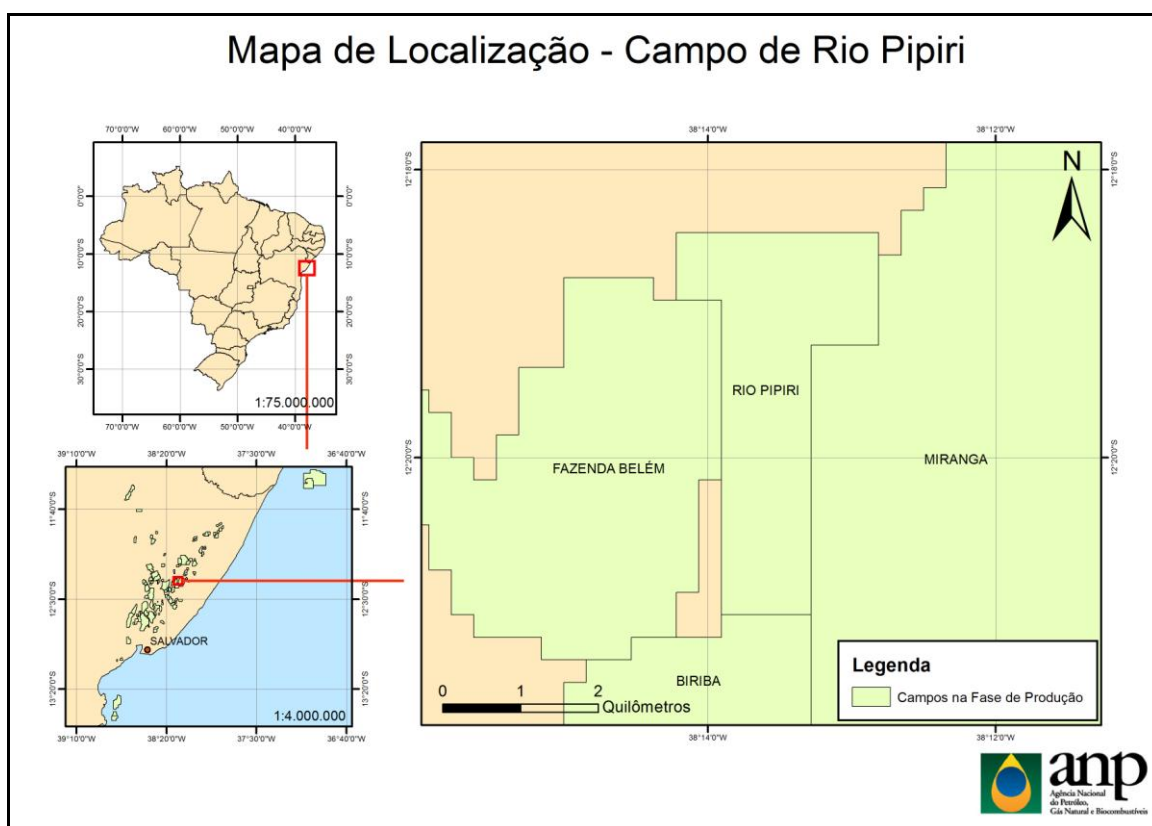 Mapa de Localização - Campo de Rio Pipiri
70°0'0"W 60°0'0"W 50°0'0"W 40°0'0"W
0°0'0" 0°0'0"
10°0'0"S 10°0'0"S
20°0'0"S 20°0'0"S
30°0'0"S 30°0'0"S
1:75.000.000
70°0'0"W 60°0'0"W 50°0'0"W 40°0'0"W
39°10'0"W 38°20'0"W 37°30'0"W 36°40'0"W
11°40'0"S 11°40'0"S
12°30'0"S 12°30'0"S
SALVADOR
13°20'0"S 13°20'0"S
1:4.000.000
39°10'0"W 38°20'0"W 37°30'0"W 36°40'0"W
38°14'0"W 38°12'0"W
12°18'0"S 12°18'0"S
N
RIO PIPIRI
FAZENDA BELÉM
MIRANGA
12°20'0"S 12°20'0"S
BIRIBA
0 1 2
Quilômetros
Legenda
Campos na Fase de Produção
38°14'0"W 38°12'0"W
anp
Agência Nacional
do Petróleo,
Gás Natural e Biocombustíveis